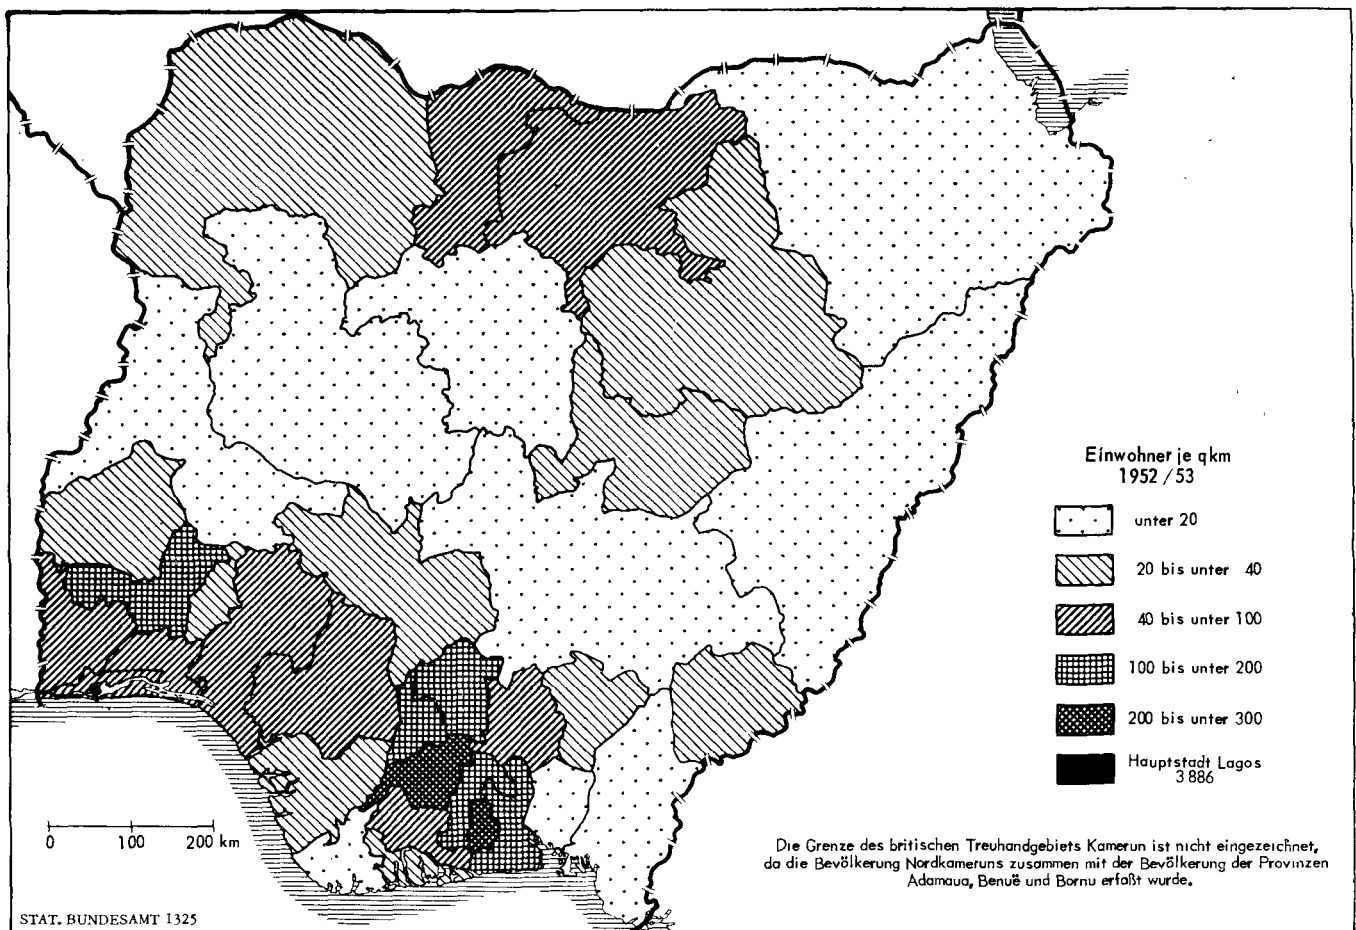 Einwohner je qkm
1952/53
unter 20
20 bis unter 40
40 bis unter 100
100 bis unter 200
200 bis unter 300
Hauptstadt Lagos
3 886
0 100 200 km
Die Grenze des britischen Treuhandgebiets Kamerun ist nicht eingezeichnet,
da die Bevölkerung Nordkameruns zusammen mit der Bevölkerung der Provinzen
Adamaua, Benuë und Bornu erfaßt wurde.
STAT. BUNDESAMT 1325